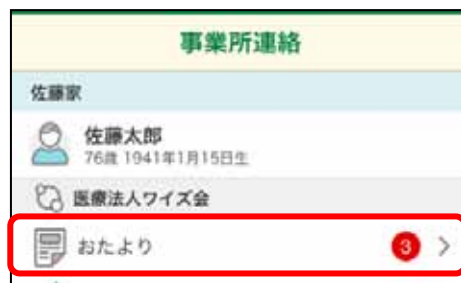 事業所連絡
佐藤家
佐藤太郎
76歳 1941年1月15日生
医療法人ワイズ会
おたより 3